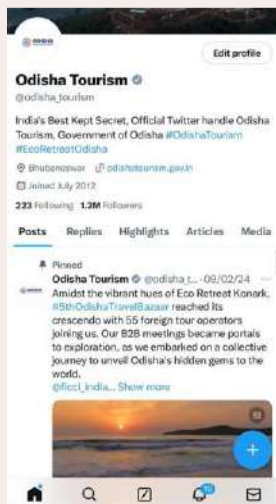 Edit profile
Odisha Tourism
@odisha_tourism
India's Best Kept Secret, Official Twitter handle Odisha
Tourism, Government of Odisha #OdishaTourism
#EcoRetreatOdisha
Bhubaneswar odishatourism.gov.in
Joined July 2012
223 Following 1.2M Followers
Posts Replies Highlights Articles Media
Pinned
Odisha Tourism @odisha_t... · 09/02/24 ...
Amidst the vibrant hues of Eco Retreat Konark,
#5thOdishaTravelBazaar reached its
crescendo with 55 foreign tour operators
joining us. Our B2B meetings became portals
to exploration, as we embarked on a collective
journey to unveil Odisha's hidden gems to the
world.
@ficci_india... Show more